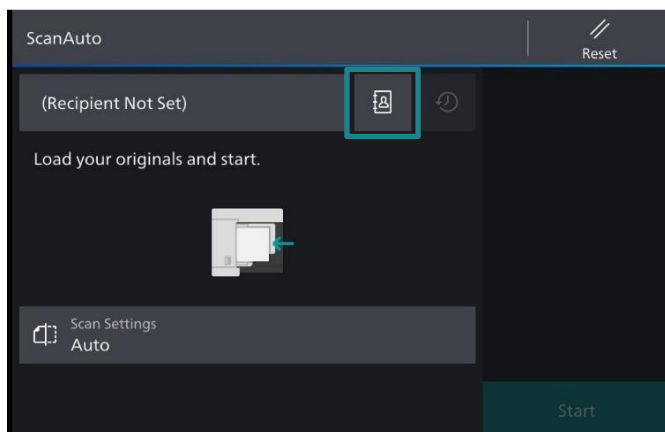 ScanAuto
Reset
(Recipient Not Set)
Load your originals and start.
Scan Settings
Auto
Start